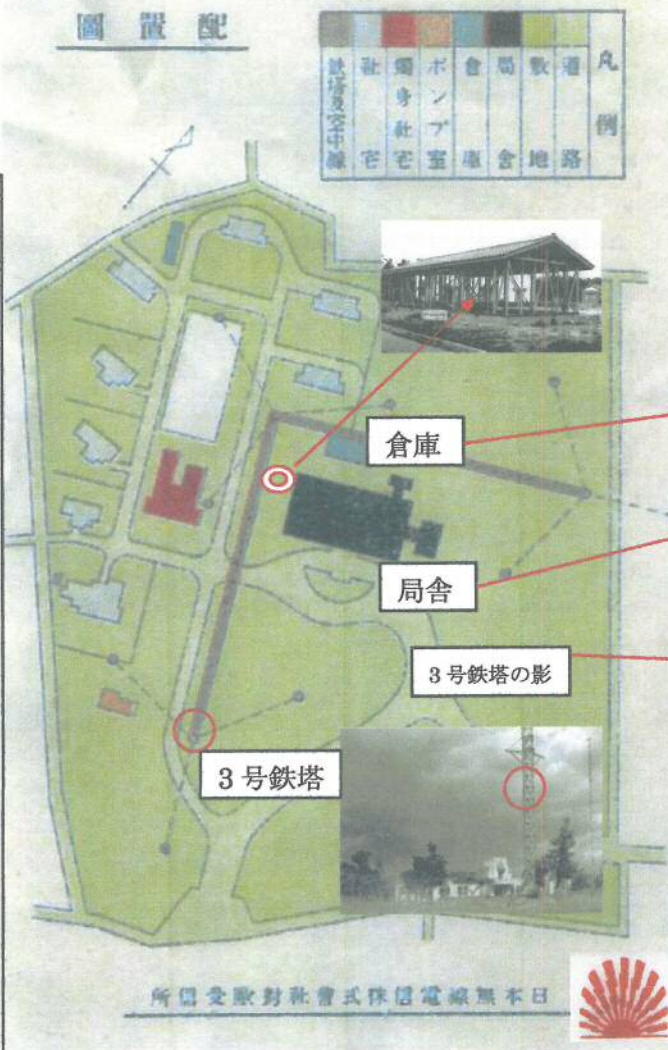 配置圖
凡例
道路
敷地
局舍
倉庫
ポンプ室
獨身社宅
社宅
鉄塔及空中線
倉庫
局舎
3号鉄塔の影
3号鉄塔
日本無線電信株式會社對歐受信所